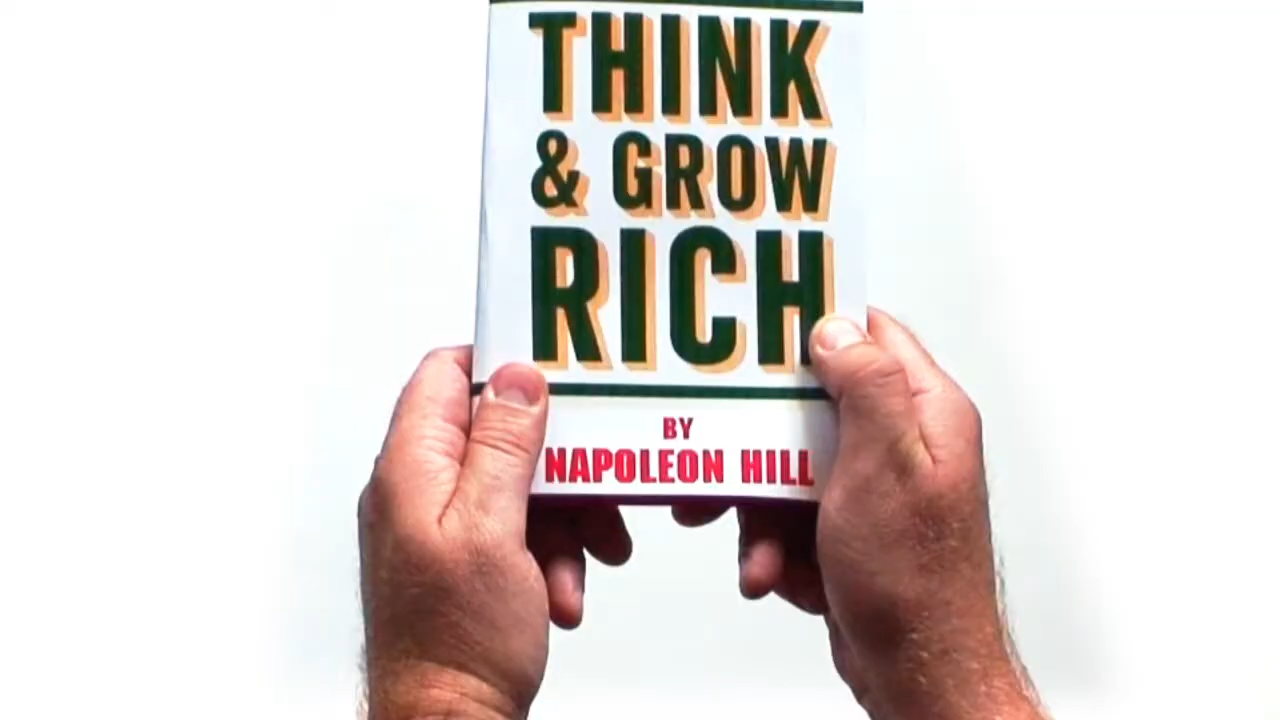 THINK
& GROW
RICH
BY
NAPOLEON HILL